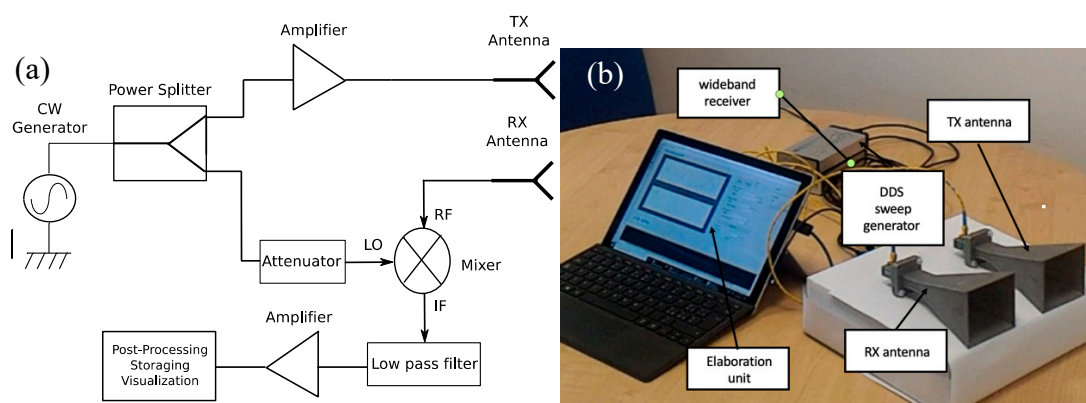 (a)
CW
Generator
Power Splitter
Amplifier
TX
Antenna
RX
Antenna
RF
LO
Attenuator
Mixer
IF
Amplifier
Low pass filter
Post-Processing
Storaging
Visualization
(b)
wideband
receiver
TX antenna
DDS
sweep
generator
Elaboration
unit
RX antenna